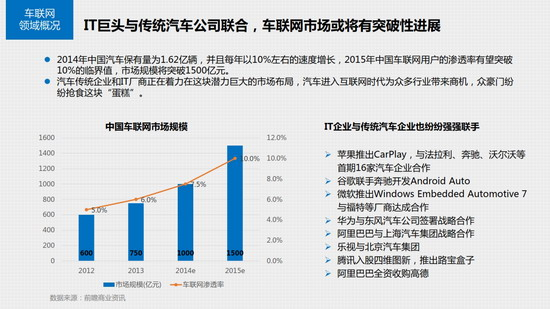 车联网
领域概况
IT巨头与传统汽车公司联合，车联网市场或将有突破性进展
2014年中国汽车保有量为1.62亿辆，并且每年以10%左右的速度增长，2015年中国车联网用户的渗透率有望突破
10%的临界值，市场规模将突破1500亿元。
汽车传统企业和IT厂商正在着力在这块潜力巨大的市场布局，汽车进入互联网时代为众多行业带来商机，众豪门纷
纷抢食这块“蛋糕”。
中国车联网市场规模
1600
1400
1200
1000
800
600
400
200
0
12.0%
10.0%
8.0%
6.0%
4.0%
2.0%
0.0%
5.0%
6.0%
7.5%
10.0%
600
750
1000
1500
2012
2013
2014e
2015e
市场规模(亿元)
车联网渗透率
数据来源：前瞻商业资讯
IT企业与传统汽车企业也纷纷强强联手
苹果推出CarPlay，与法拉利、奔驰、沃尔沃等
首期16家汽车企业合作
谷歌联手奔驰开发Android Auto
微软推出Windows Embedded Automotive 7
与福特等厂商达成合作
华为与东风汽车公司签署战略合作
阿里巴巴与上海汽车集团战略合作
乐视与北京汽车集团
腾讯入股四维图新，推出路宝盒子
阿里巴巴全资收购高德